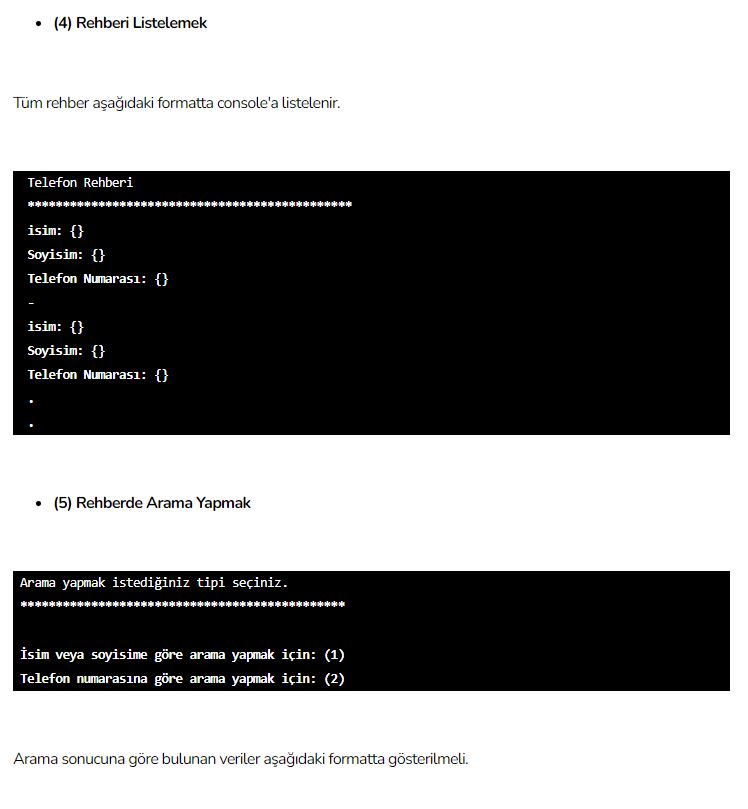 (4) Rehberi Listelemek
Tüm rehber aşağıdaki formatta console'a listelenir.
Telefon Rehberi
**********************************************
isim: {}
Soyisim: {}
Telefon Numarası: {}
-
isim: {}
Soyisim: {}
Telefon Numarası: {}
.
.
(5) Rehberde Arama Yapmak
Arama yapmak istediğiniz tipi seçiniz.
**********************************************
İsim veya soyisime göre arama yapmak için: (1)
Telefon numarasına göre arama yapmak için: (2)
Arama sonucuna göre bulunan veriler aşağıdaki formatta gösterilmeli.